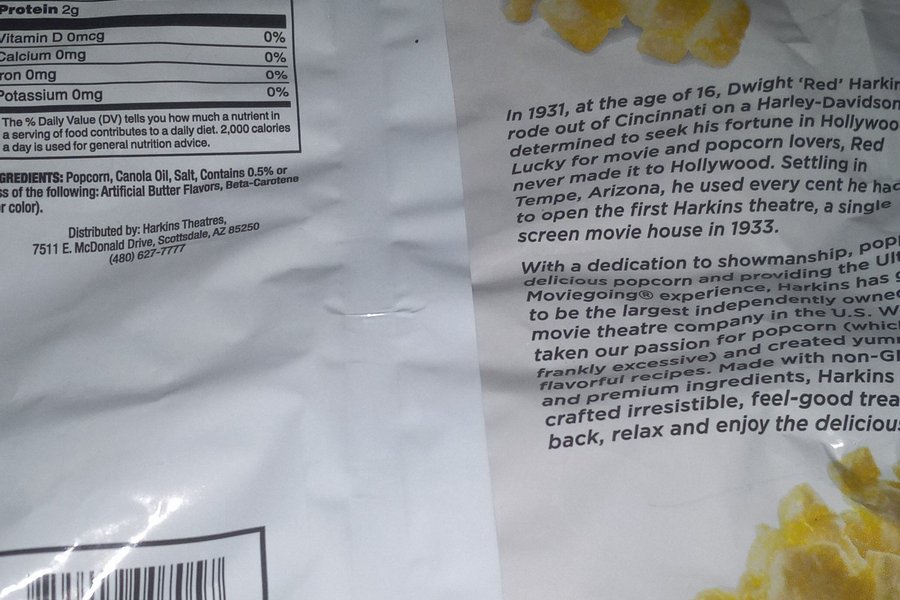 Protein 2g
Vitamin D 0mcg 0%
Calcium 0mg 0%
ron 0mg 0%
Potassium 0mg 0%
The % Daily Value (DV) tells you how much a nutrient in
a serving of food contributes to a daily diet. 2,000 calories
a day is used for general nutrition advice.
GREDIENTS: Popcorn, Canola Oil, Salt, Contains 0.5% or
ss of the following: Artificial Butter Flavors, Beta-Carotene
r color).
Distributed by: Harkins Theatres,
7511 E. McDonald Drive, Scottsdale, AZ 85250
(480) 627-7777
In 1931, at the age of 16, Dwight ‘Red’ Harkin
rode out of Cincinnati on a Harley-Davidson
determined to seek his fortune in Hollywoo
Lucky for movie and popcorn lovers, Red
never made it to Hollywood. Settling in
Tempe, Arizona, he used every cent he had
to open the first Harkins theatre, a single
screen movie house in 1933.
With a dedication to showmanship, pop
delicious popcorn and providing the Ult
Moviegoing® experience, Harkins has g
to be the largest independently owne
movie theatre company in the U.S. W
taken our passion for popcorn (whic
frankly excessive) and created yum
flavorful recipes. Made with non-G
and premium ingredients, Harkins
crafted irresistible, feel-good trea
back, relax and enjoy the deliciou